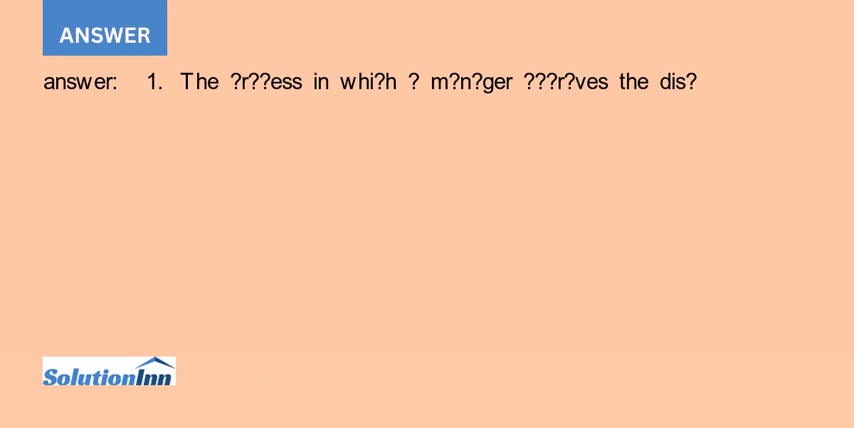 ANSWER
answer: 1. The ?r??ess in whi?h ? m?n?ger ???r?ves the dis?
SolutionInn